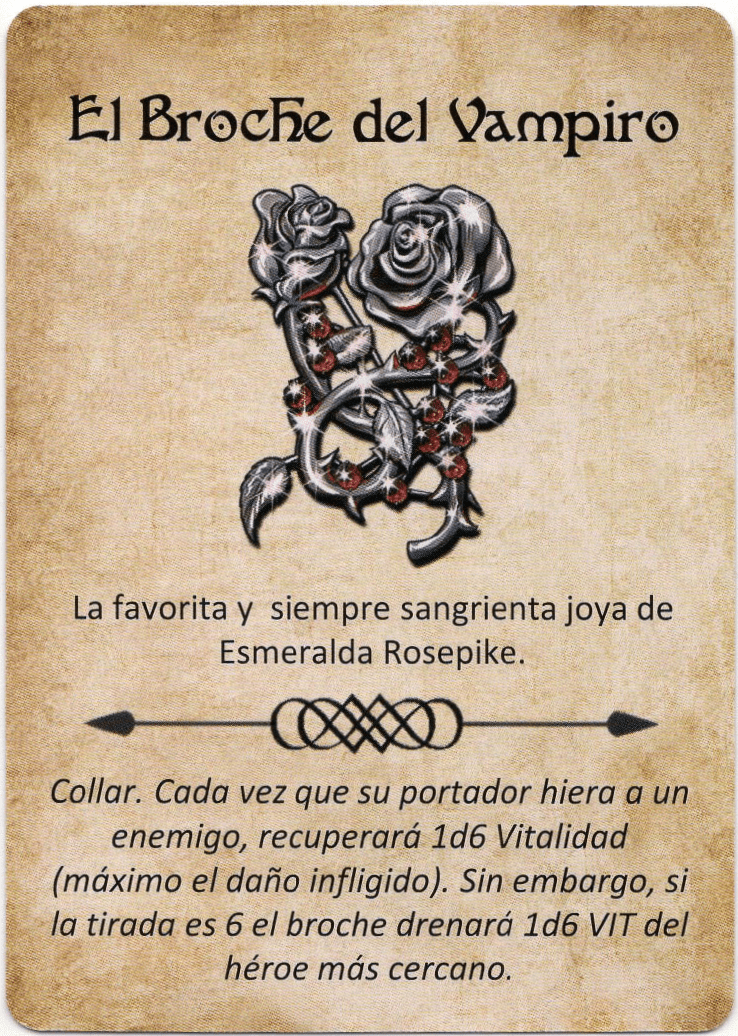 El Broche del Vampiro
La favorita y  siempre sangrienta joya de
Esmeralda Rosepike.
Collar. Cada vez que su portador hiera a un
enemigo, recuperará 1d6 Vitalidad
(máximo el daño infligido). Sin embargo, si
la tirada es 6 el broche drenará 1d6 VIT del
héroe más cercano.